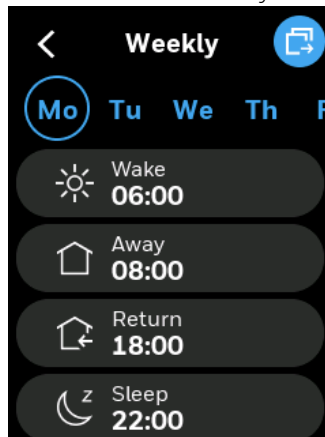 Weekly
Mo Tu We Th
Wake
06:00
Away
08:00
Return
18:00
z
Sleep
22:00